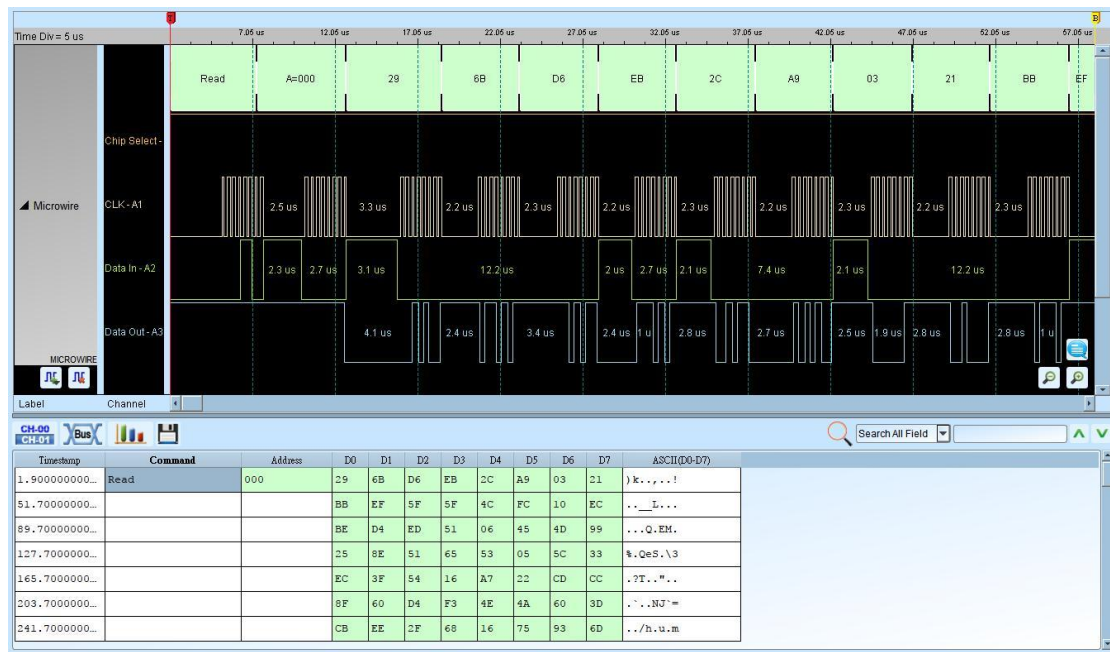 T B
Time Div = 5 us 7.05 us 12.05 us 17.05 us 22.05 us 27.05 us 32.05 us 37.05 us 42.05 us 47.05 us 52.05 us 57.05 us
Read A=000 29 6B D6 EB 2C A9 03 21 BB EF
Chip Select -
Microwire CLK - A1 2.5 us 3.3 us 2.2 us 2.3 us 2.2 us 2.3 us 2.2 us 2.3 us 2.2 us 2.3 us
Data In - A2 2.3 us 2.7 us 3.1 us 12.2 us 2 us 2.7 us 2.1 us 7.4 us 2.1 us 12.2 us
Data Out - A3 4.1 us 2.4 us 3.4 us 2.4 us 1 u 2.8 us 2.7 us 2.5 us 1.9 us 2.8 us 2.8 us 1 u
MICROWIRE
Label Channel
CH-00
CH-01 Bus Search All Field
Timestamp Command Address D0 D1 D2 D3 D4 D5 D6 D7 ASCII(D0-D7)
1.900000000... Read 000 29 6B D6 EB 2C A9 03 21 )k..,..!
51.70000000... BB EF 5F 5F 4C FC 10 EC ..__L...
89.70000000... BE D4 ED 51 06 45 4D 99 ...Q.EM.
127.7000000... 25 8E 51 65 53 05 5C 33 %.QeS.\3
165.7000000... EC 3F 54 16 A7 22 CD CC .?T.."..
203.7000000... 8F 60 D4 F3 4E 4A 60 3D .`..NJ`=
241.7000000... CB EE 2F 68 16 75 93 6D ../h.u.m